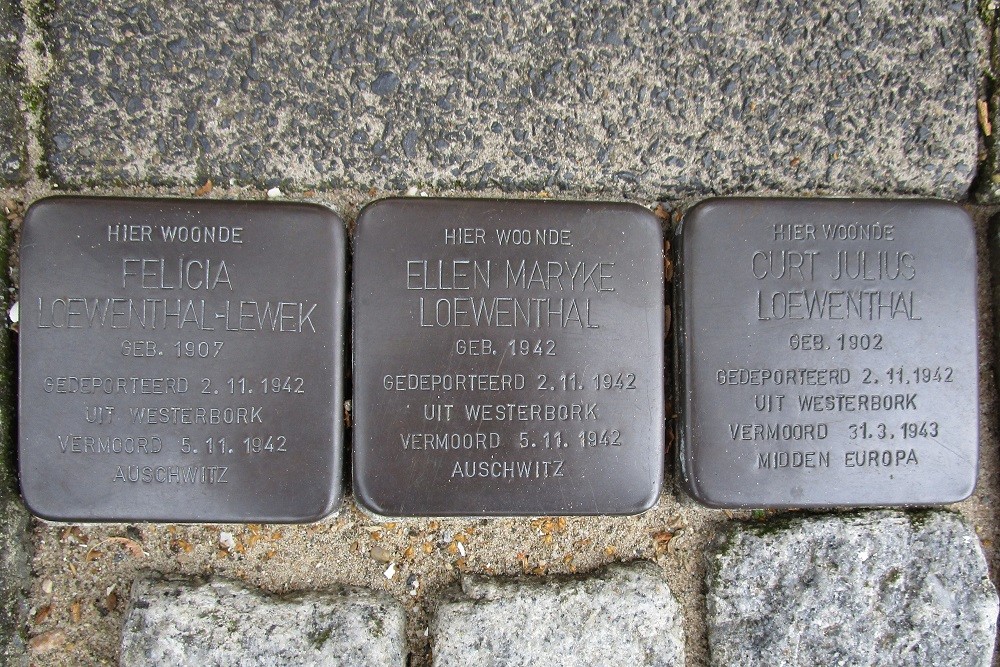 HIER WOONDE
FELICIA
LOEWENTHAL-LEWEK
GEB. 1907
GEDEPORTEERD 2.11.1942
UIT WESTERBORK
VERMOORD 5.11.1942
AUSCHWITZ
HIER WOONDE
ELLEN MARYKE
LOEWENTHAL
GEB. 1942
GEDEPORTEERD 2.11.1942
UIT WESTERBORK
VERMOORD 5.11.1942
AUSCHWITZ
HIER WOONDE
CURT JULIUS
LOEWENTHAL
GEB. 1902
GEDEPORTEERD 2.11.1942
UIT WESTERBORK
VERMOORD 31.3.1943
MIDDEN EUROPA